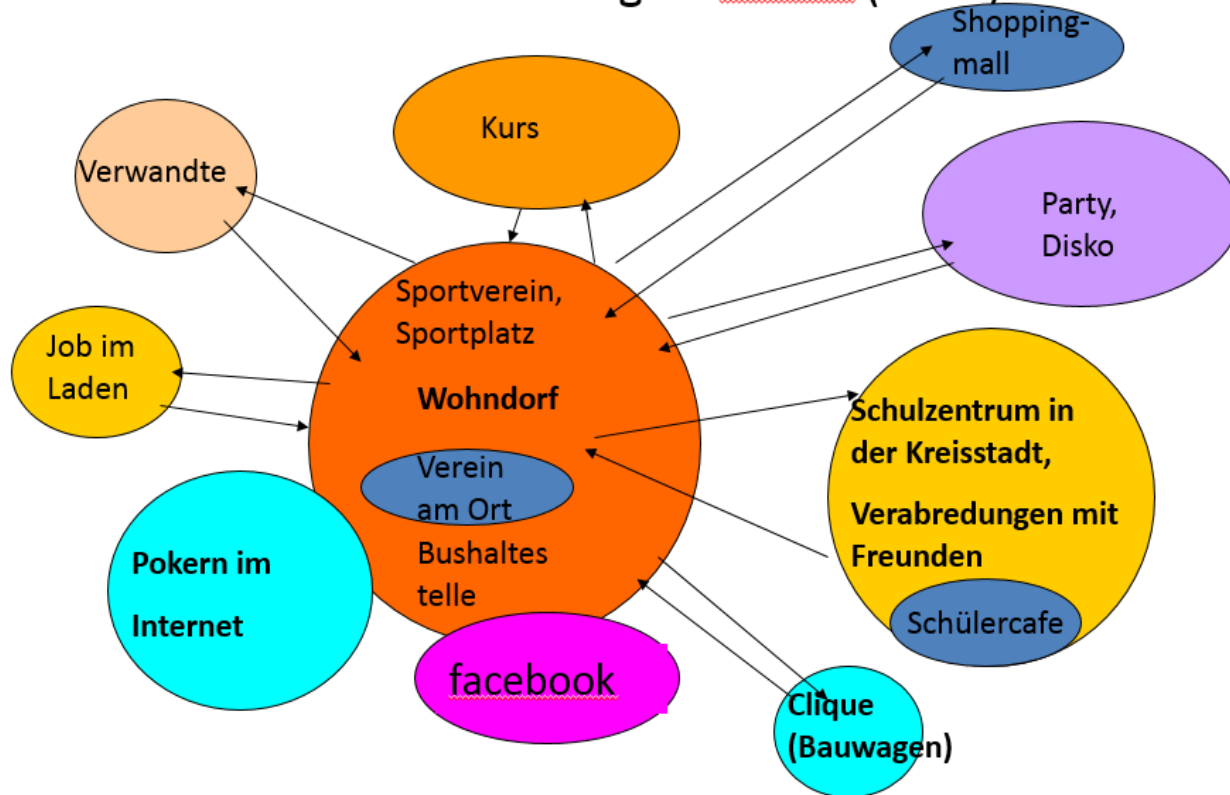 Shopping-
mall
Kurs
Verwandte
Party,
Disko
Sportverein,
Sportplatz
Job im
Laden
Wohndorf
Schulzentrum in
der Kreisstadt,
Verein
am Ort
Verabredungen mit
Freunden
Bushaltes
telle
Pokern im
Internet
Schülercafe
facebook
Clique
(Bauwagen)